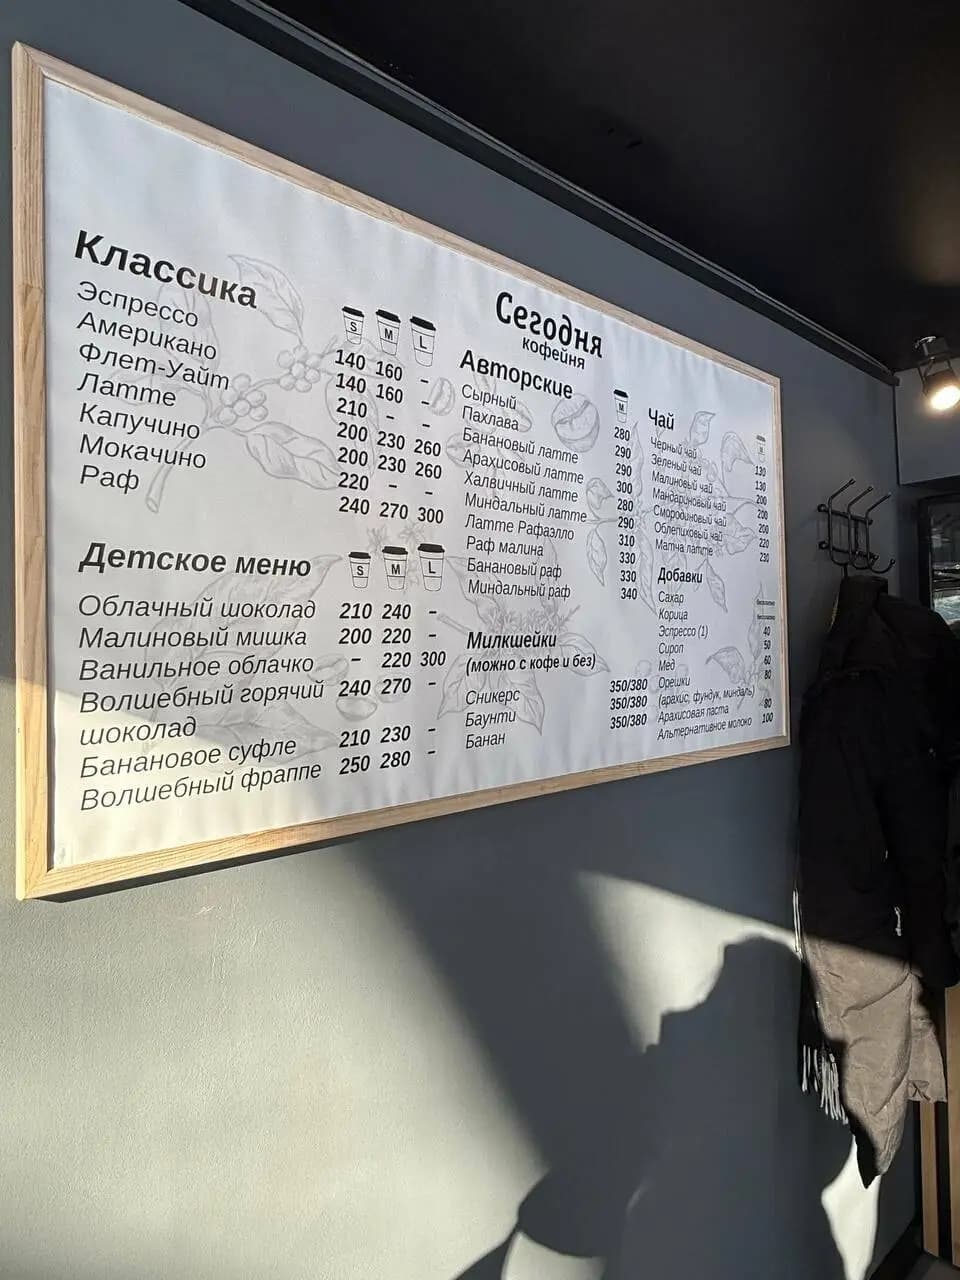 Сегодня
кофейня
Классика
S M L
Эспрессо 140 160 -
Американо 140 160 -
Флет-Уайт 210 - -
Латте 200 230 260
Капучино 200 230 260
Мокачино 220 - -
Раф 240 270 300
Детское меню
S M L
Облачный шоколад 210 240 -
Малиновый мишка 200 220 -
Ванильное облачко - 220 300
Волшебный горячий 240 270 -
шоколад
Банановое суфле 210 230 -
Волшебный фраппе 250 280 -
Авторские
M
Сырный 280
Пахлава 290
Банановый латте 290
Арахисовый латте 300
Халвичный латте 280
Миндальный латте 290
Латте Рафаэлло 310
Раф малина 330
Банановый раф 330
Миндальный раф 340
Милкшейки
(можно с кофе и без)
Сникерс 350/380
Баунти 350/380
Банан 350/380
Чай
M
Черный чай 130
Зеленый чай 130
Малиновый чай 200
Мандариновый чай 200
Смородиновый чай 200
Облепиховый чай 220
Матча латте 230
Добавки
Сахар бесплатно
Корица бесплатно
Эспрессо (1) 40
Сироп 50
Мед 60
Орешки 80
(арахис, фундук, миндаль)
Арахисовая паста 80
Альтернативное молоко 100